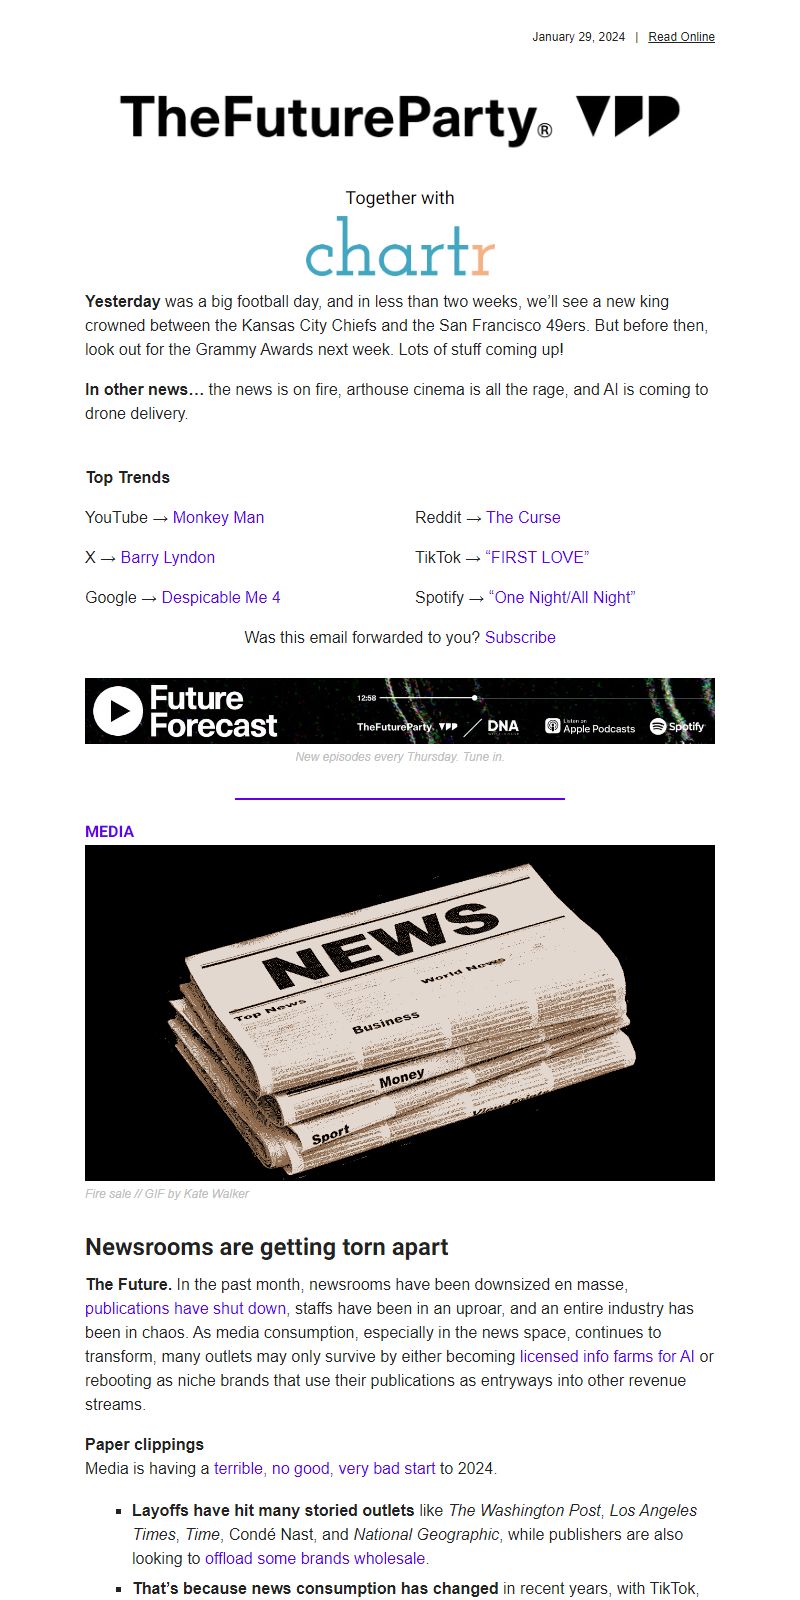 January 29, 2024 | Read Online
TheFutureParty®
Together with
chartr
Yesterday was a big football day, and in less than two weeks, we’ll see a new king
crowned between the Kansas City Chiefs and the San Francisco 49ers. But before then,
look out for the Grammy Awards next week. Lots of stuff coming up!
In other news… the news is on fire, arthouse cinema is all the rage, and AI is coming to
drone delivery.
Top Trends
YouTube → Monkey Man
Reddit → The Curse
X → Barry Lyndon
TikTok → “FIRST LOVE”
Google → Despicable Me 4
Spotify → “One Night/All Night”
Was this email forwarded to you? Subscribe
Future
Forecast
12:58
TheFutureParty.
DNA
Listen on
Apple Podcasts
Spotify
New episodes every Thursday. Tune in.
MEDIA
NEWS
Top News
World News
Business
Money
Sport
Fire sale // GIF by Kate Walker
Newsrooms are getting torn apart
The Future. In the past month, newsrooms have been downsized en masse,
publications have shut down, staffs have been in an uproar, and an entire industry has
been in chaos. As media consumption, especially in the news space, continues to
transform, many outlets may only survive by either becoming licensed info farms for AI or
rebooting as niche brands that use their publications as entryways into other revenue
streams.
Paper clippings
Media is having a terrible, no good, very bad start to 2024.
▪ Layoffs have hit many storied outlets like The Washington Post, Los Angeles
Times, Time, Condé Nast, and National Geographic, while publishers are also
looking to offload some brands wholesale.
▪ That’s because news consumption has changed in recent years, with TikTok,